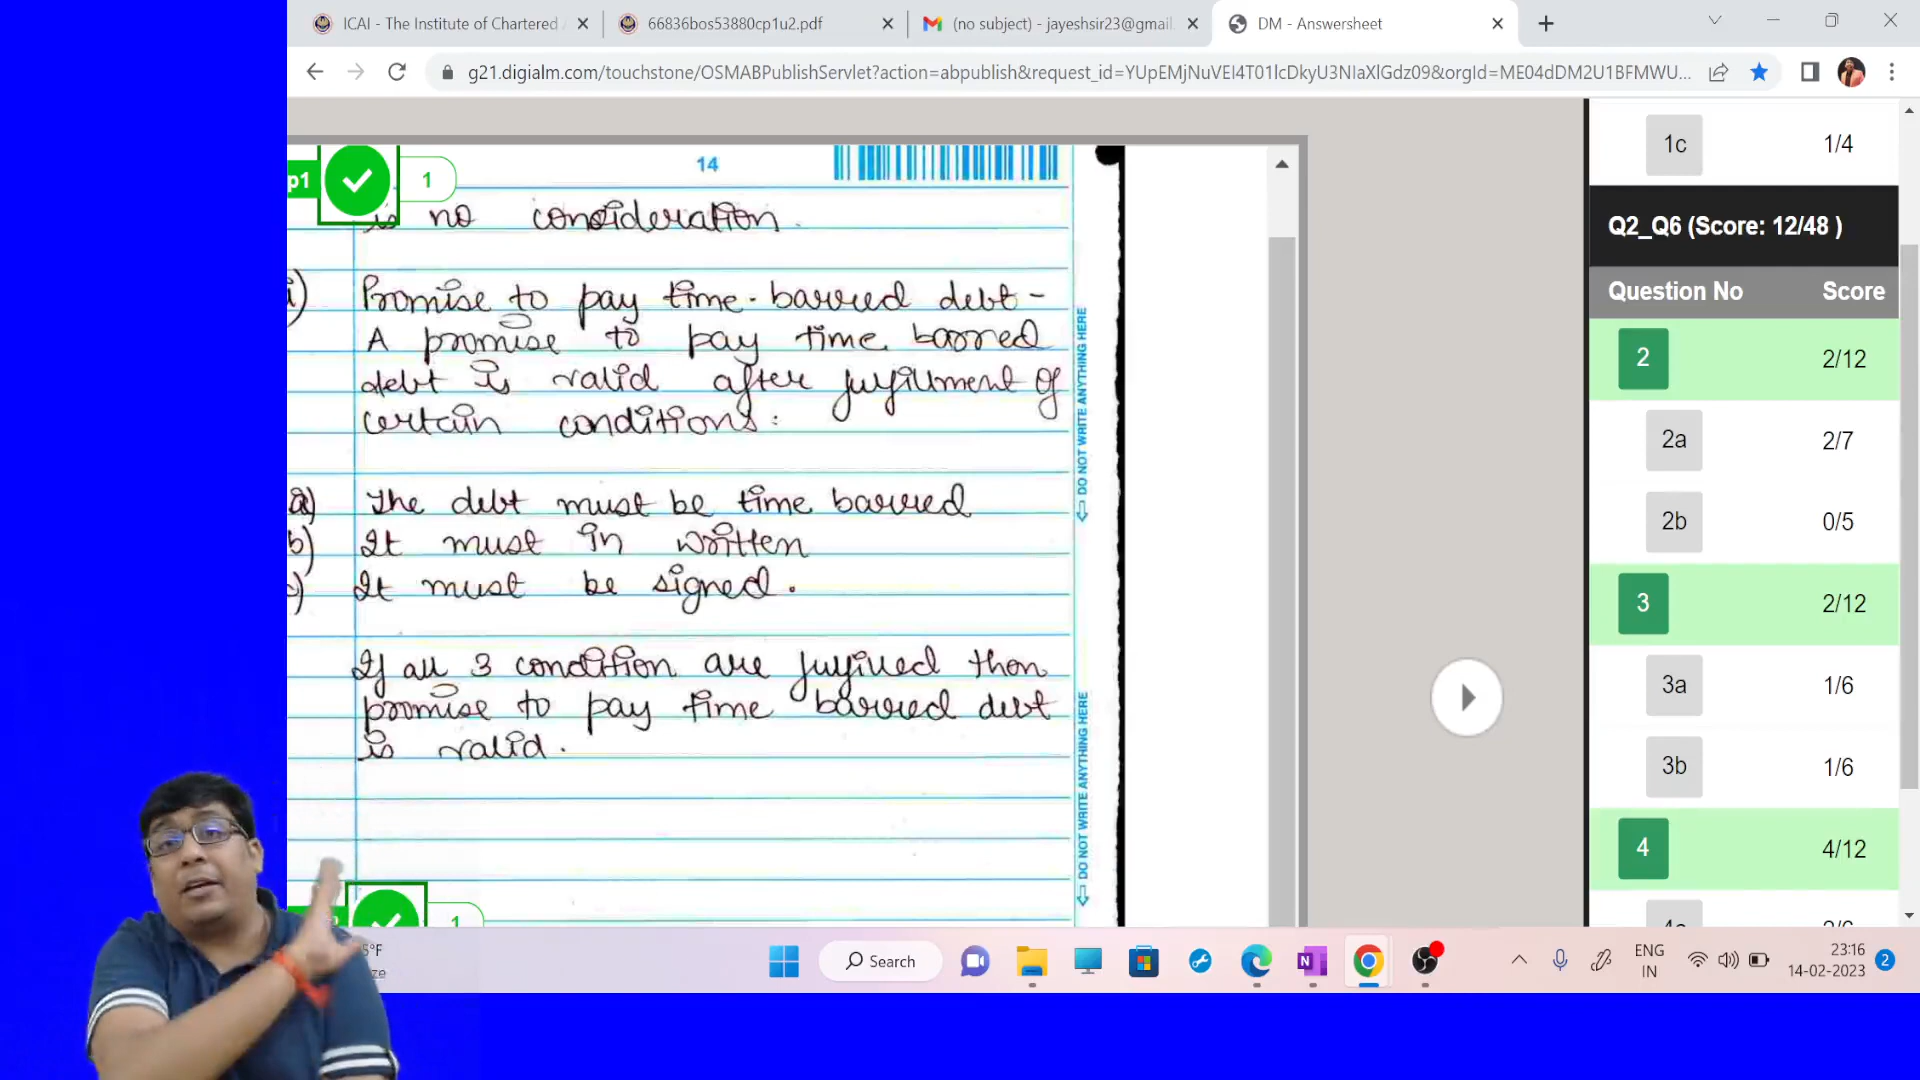 ICAI - The Institute of Chartered
66836bos53880cp1u2.pdf
(no subject) - jayeshsir23@gmail
DM - Answersheet
g21.digialm.com/touchstone/OSMABPublishServlet?action=abpublish&request_id=YUpEMjNuVEI4T01lcDkyU3NIaXlGdz09&orgId=ME04dDM2U1BFMWU...
p1
1
14
is no consideration.
i)
Promise to pay time-barred debt -
A promise to pay time barred
debt is valid after fulfillment of
certain conditions:
a) The debt must be time barred
b) It must in written
c) It must be signed.
If all 3 condition are fulfilled then
promise to pay time barred debt
is valid.
1
DO NOT WRITE ANYTHING HERE
DO NOT WRITE ANYTHING HERE
1c 1/4
Q2_Q6 (Score: 12/48 )
Question No Score
2 2/12
2a 2/7
2b 0/5
3 2/12
3a 1/6
3b 1/6
4 4/12
5°F
Search
ENG
IN
23:16
14-02-2023
2